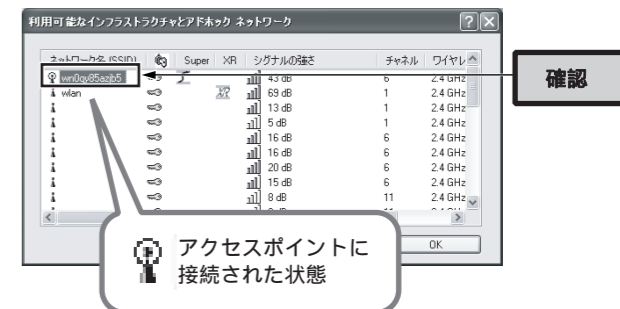 利用可能なインフラストラクチャとアドホック ネットワーク
ネットワーク名 (SSID) Super XR シグナルの強さ チャネル ワイヤレ
wn0qy85azjb5 43 dB 6 2.4 GHz
wlan 69 dB 1 2.4 GHz
13 dB 1 2.4 GHz
5 dB 1 2.4 GHz
16 dB 6 2.4 GHz
16 dB 6 2.4 GHz
20 dB 6 2.4 GHz
15 dB 6 2.4 GHz
8 dB 11 2.4 GHz
OK
確認
アクセスポイントに
接続された状態